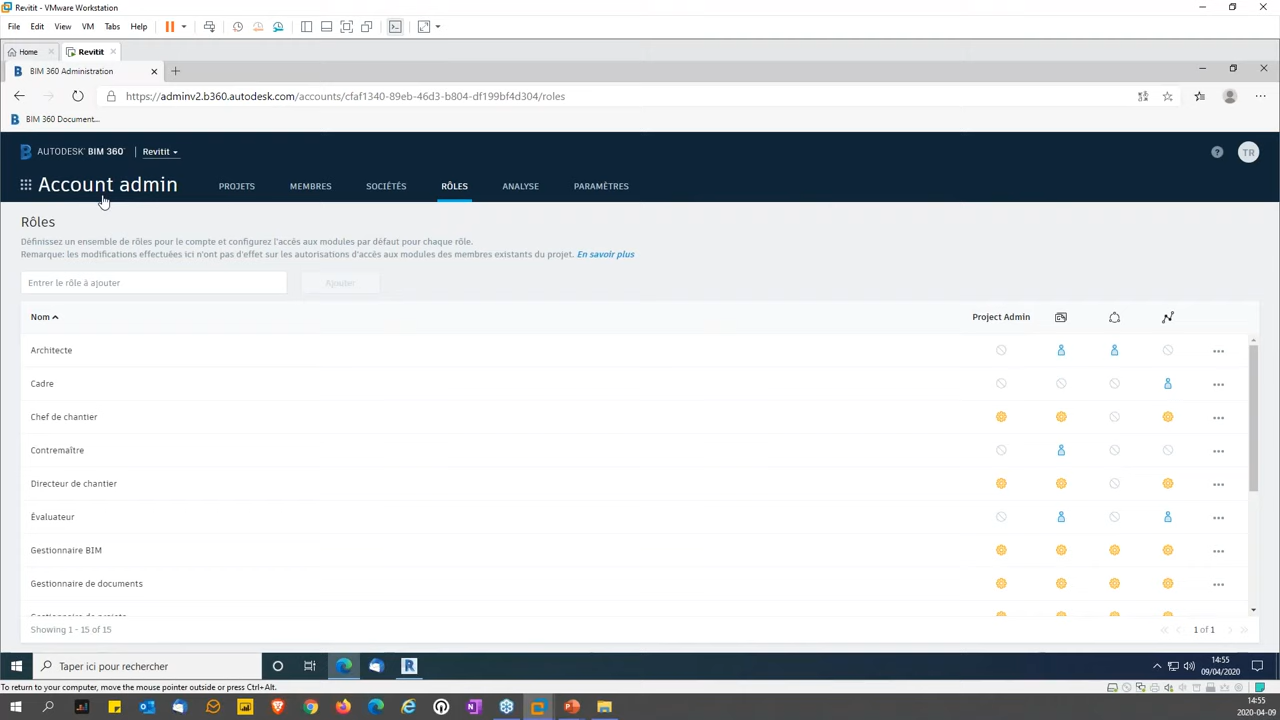 Revitit - VMware Workstation
File Edit View VM Tabs Help
Home Revitit
BIM 360 Administration
https://adminv2.b360.autodesk.com/accounts/cfaf1340-89eb-46d3-b804-df199bf4d304/roles
BIM 360 Document...
AUTODESK® BIM 360° Revitit
TR
Account admin PROJETS MEMBRES SOCIÉTÉS RÔLES ANALYSE PARAMÈTRES
Rôles
Définissez un ensemble de rôles pour le compte et configurez l'accès aux modules par défaut pour chaque rôle.
Remarque: les modifications effectuées ici n'ont pas d'effet sur les autorisations d'accès aux modules des membres existants du projet. En savoir plus
Entrer le rôle à ajouter Ajouter
Nom Project Admin
Architecte
Cadre
Chef de chantier
Contremaître
Directeur de chantier
Évaluateur
Gestionnaire BIM
Gestionnaire de documents
Gestionnaire de projets
Showing 1 - 15 of 15 1 of 1
Taper ici pour rechercher
14:55
09/04/2020
To return to your computer, move the mouse pointer outside or press Ctrl+Alt.
14:55
2020-04-09